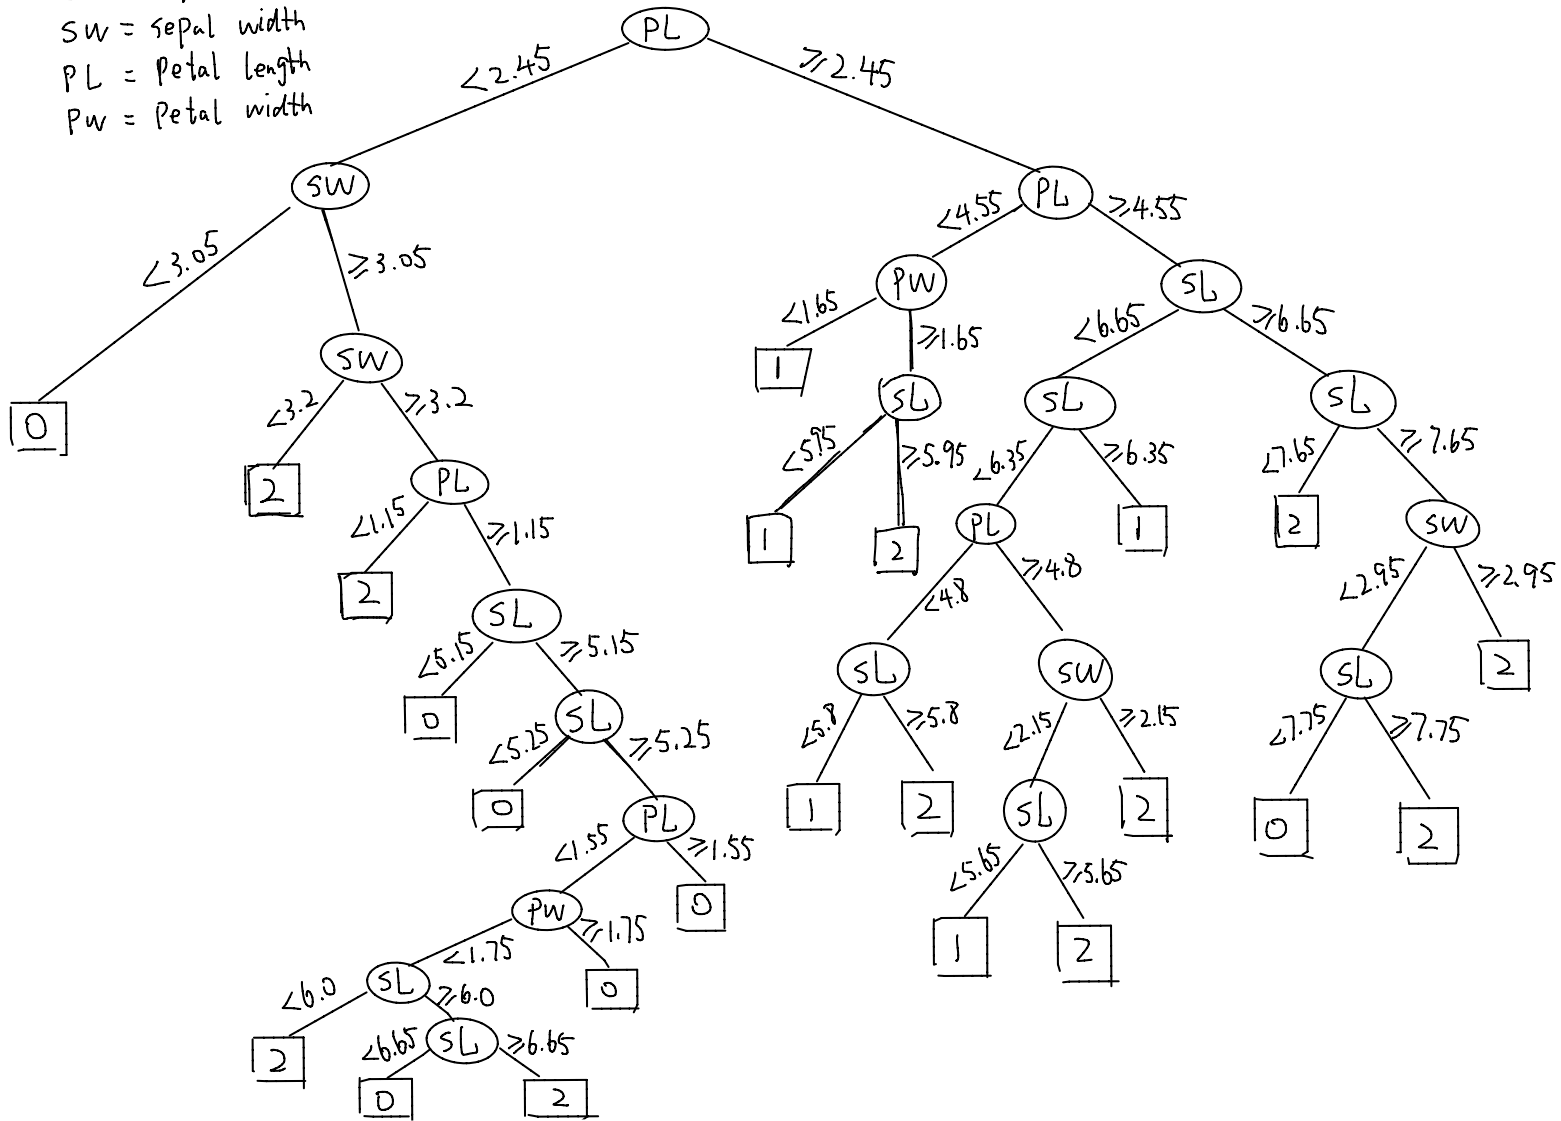 SW = sepal width
PL = Petal length
PW = Petal width
PL
<2.45
≥2.45
SW
PL
<3.05
≥3.05
<4.55
≥4.55
PW
SL
<1.65
≥1.65
<6.65
≥6.65
SW
1
SL
SL
SL
0
<3.2
≥3.2
<5.95
≥5.95
<6.35
≥6.35
<7.65
≥7.65
2
PL
1
2
PL
1
2
SW
<1.15
≥1.15
<4.8
≥4.8
<2.95
≥2.95
2
SL
SL
SW
SL
2
<5.15
≥5.15
0
SL
<5.8
≥5.8
<2.15
≥2.15
<7.75
≥7.75
<5.25
≥5.25
0
PL
1
2
SL
2
0
2
<1.55
≥1.55
<5.65
≥5.65
PW
0
1
2
<1.75
≥1.75
SL
0
<6.0
≥6.0
2
SL
<6.65
≥6.65
0
2